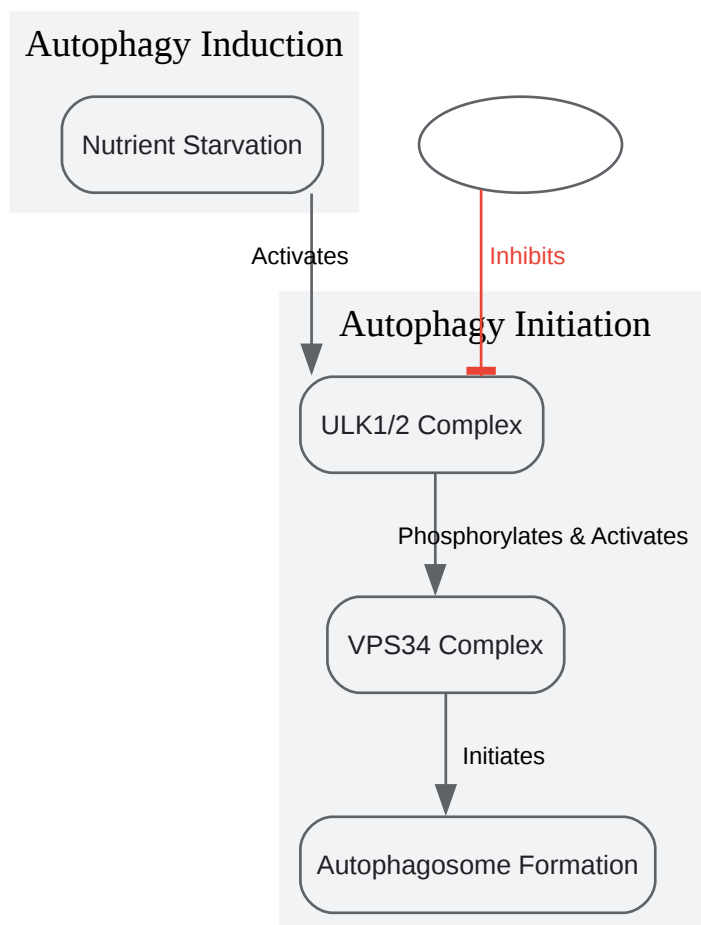 Autophagy Induction
Nutrient Starvation
Activates
Inhibits
Autophagy Initiation
ULK1/2 Complex
Phosphorylates & Activates
VPS34 Complex
Initiates
Autophagosome Formation